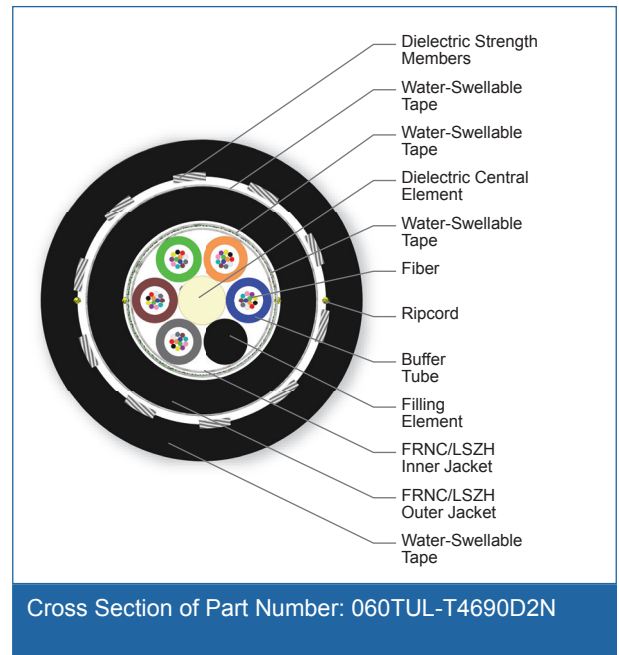 Dielectric Strength
Members
Water-Swellable
Tape
Water-Swellable
Tape
Dielectric Central
Element
Water-Swellable
Tape
Fiber
Ripcord
Buffer
Tube
Filling
Element
FRNC/LSZH
Inner Jacket
FRNC/LSZH
Outer Jacket
Water-Swellable
Tape
Cross Section of Part Number: 060TUL-T4690D2N